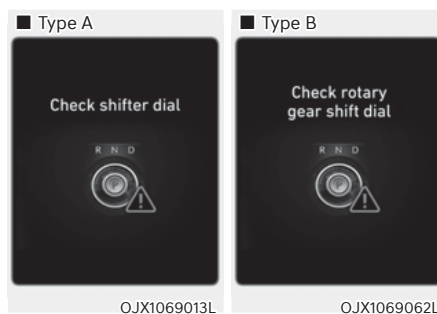 ■ Type A
Check shifter dial
R N D
OJX1069013L
■ Type B
Check rotary
gear shift dial
R N D
OJX1069062L